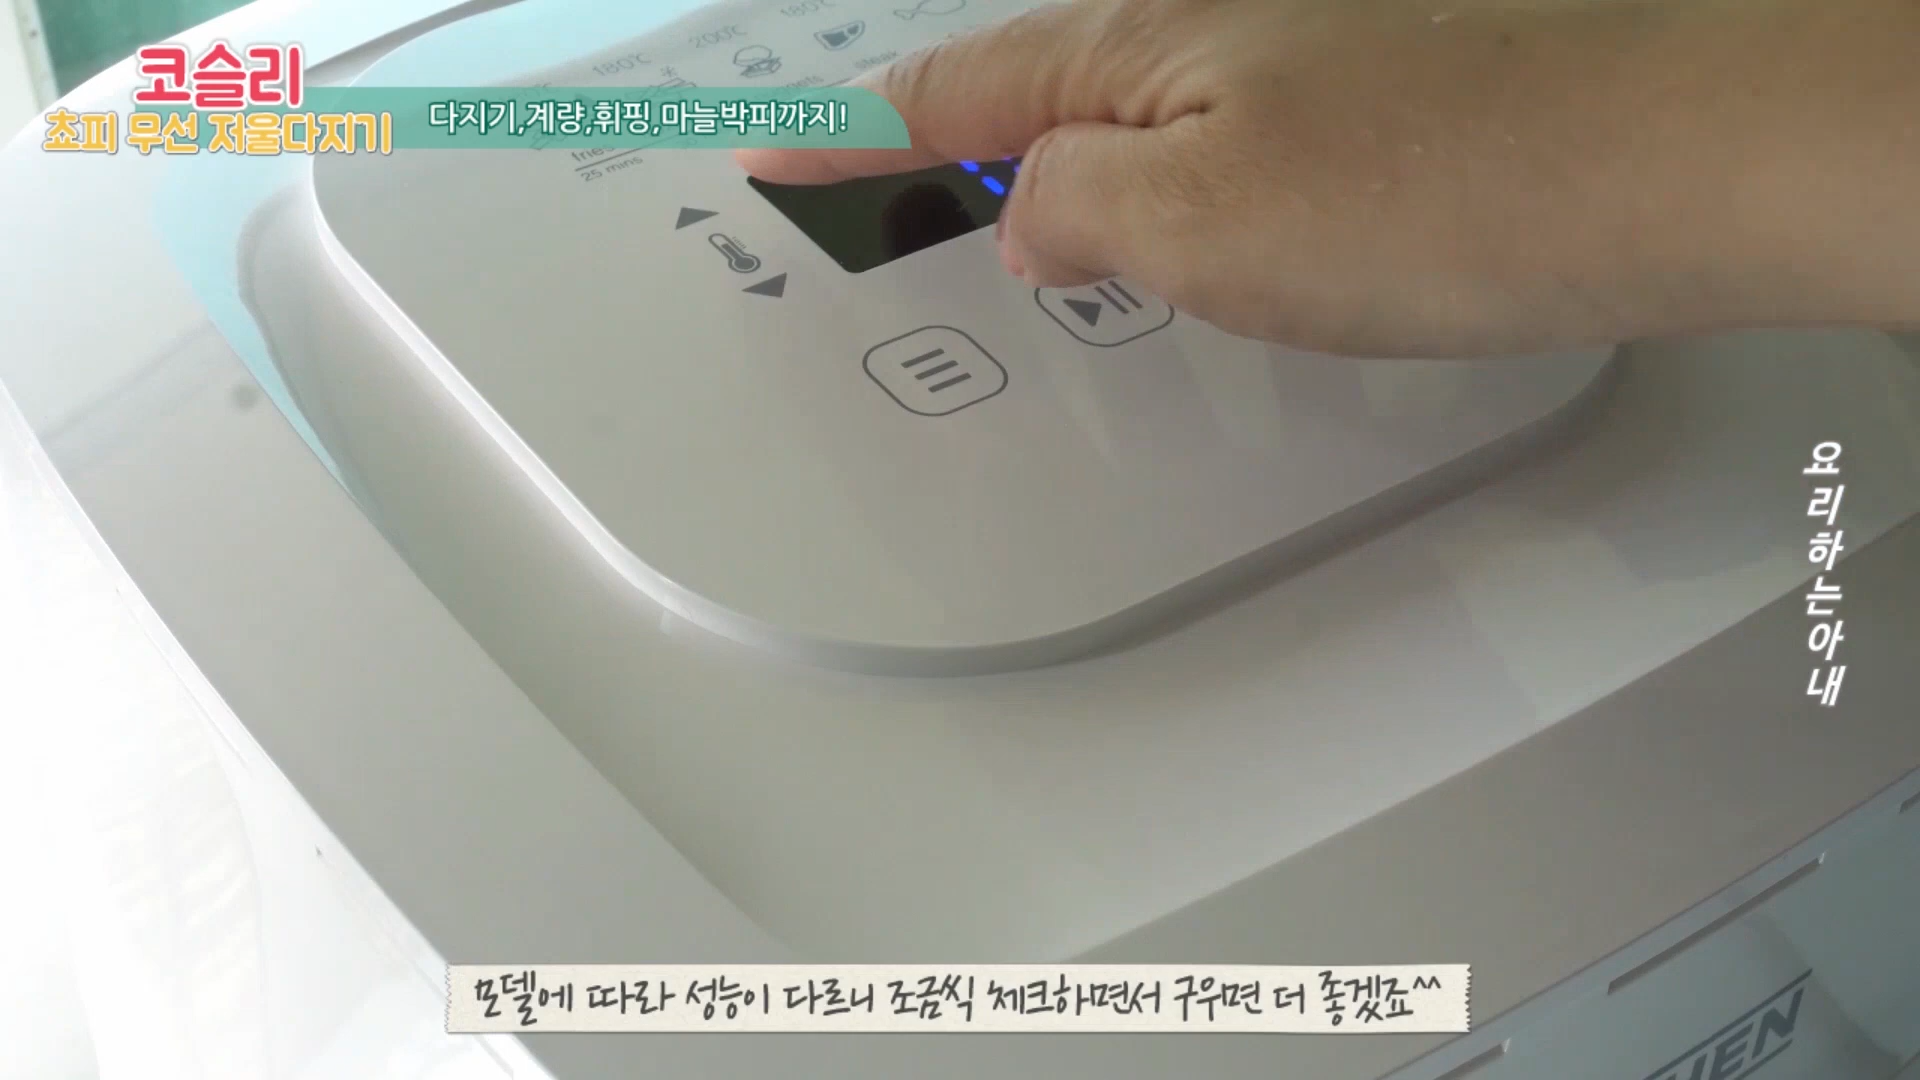 코슬리
쵸피 무선 저울다지기
다지기,계량,휘핑,마늘박피까지!
180℃
200℃
180℃
steak
fries
25 mins
요리하는아내
모델에 따라 성능이 다르니 조금씩 체크하면서 구우면 더 좋겠죠^^